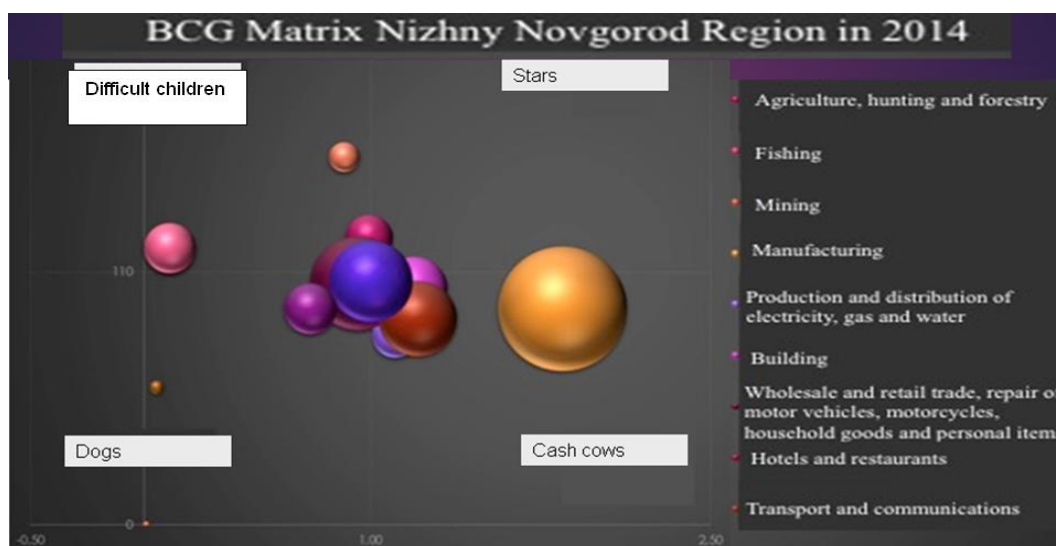 BCG Matrix Nizhny Novgorod Region in 2014
Difficult children
Stars
Agriculture, hunting and forestry
Fishing
Mining
Manufacturing
110
Production and distribution of
electricity, gas and water
Building
Wholesale and retail trade, repair o
motor vehicles, motorcycles,
household goods and personal item
Dogs
Cash cows
Hotels and restaurants
Transport and communications
0
-0.50
1.00
2.50